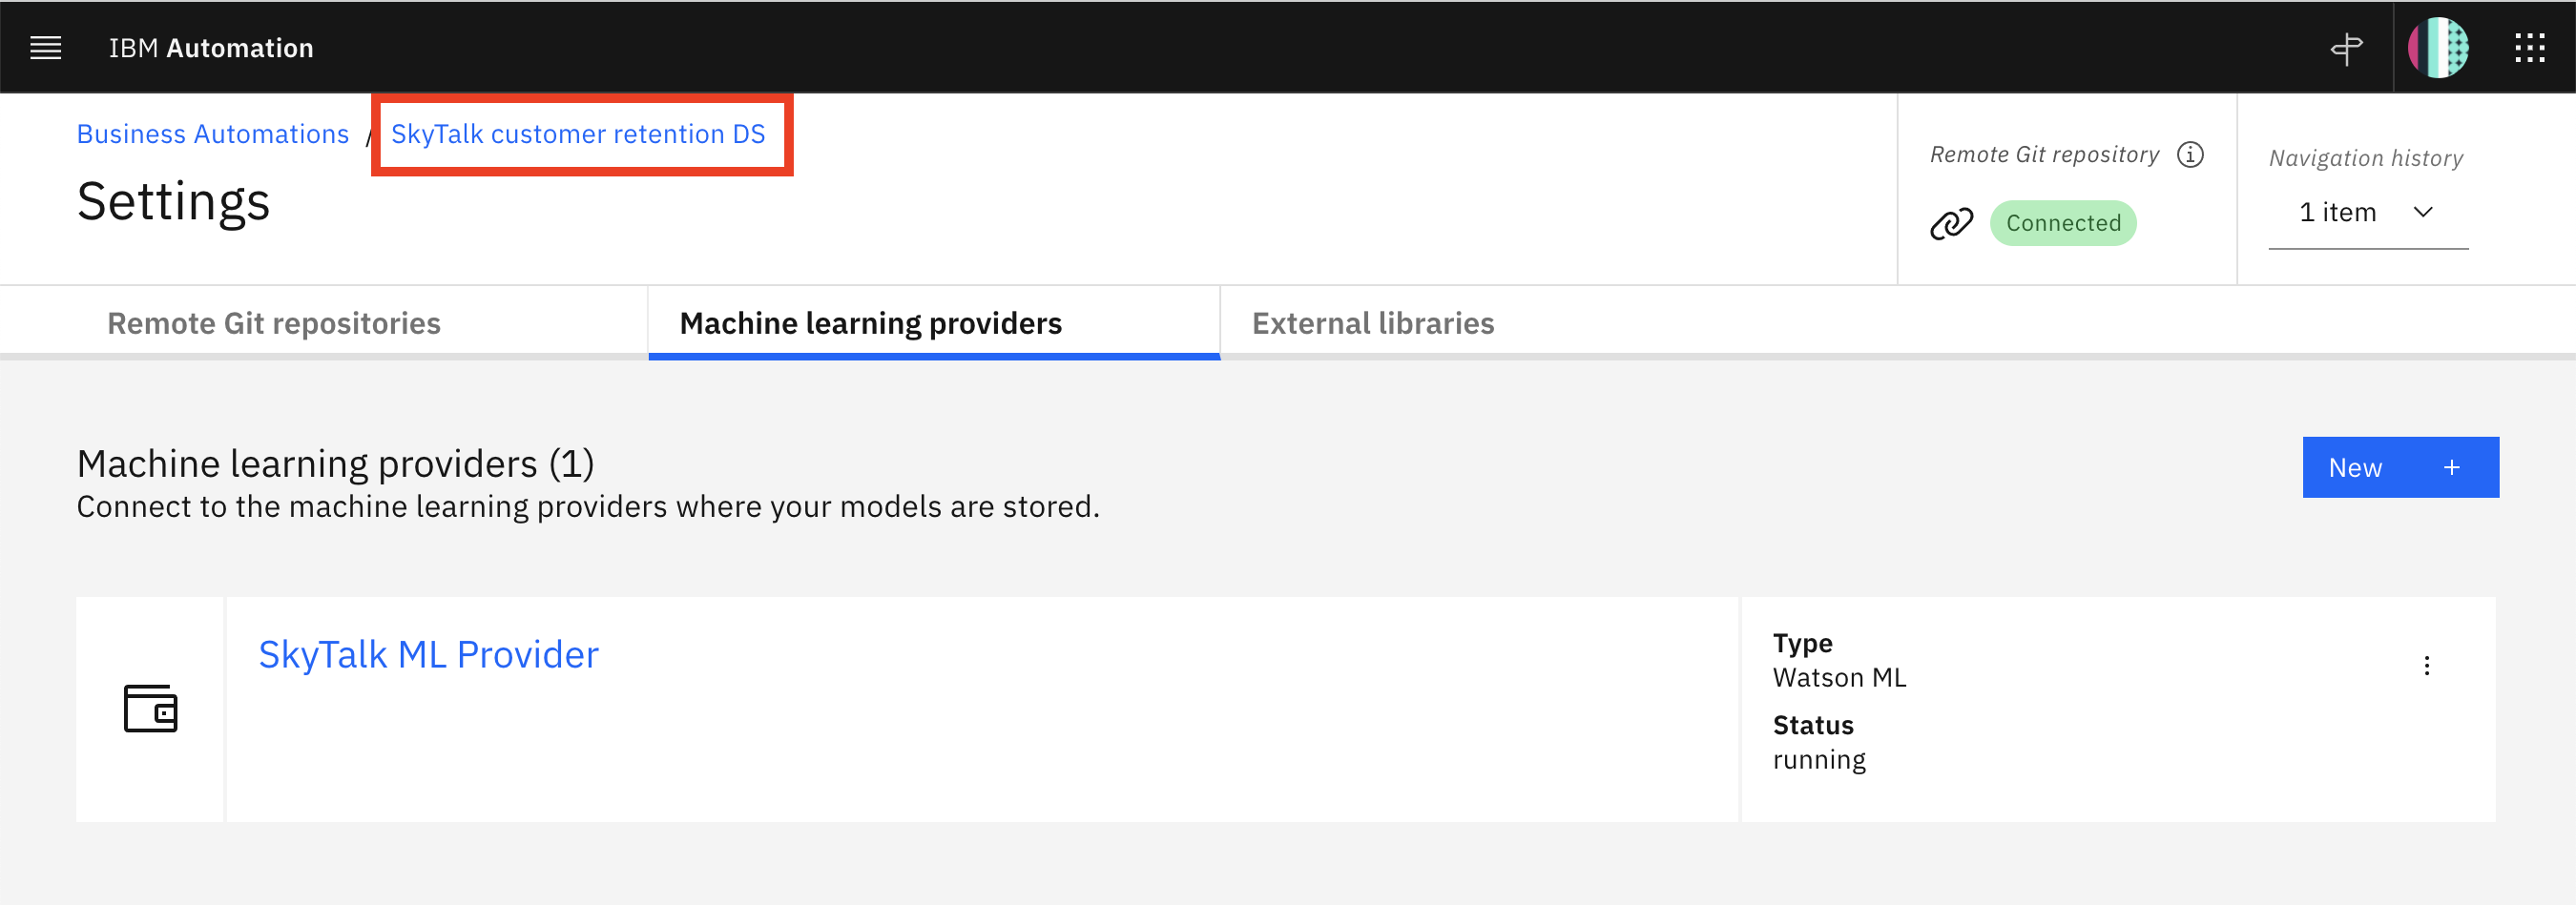 IBM Automation
Business Automations / SkyTalk customer retention DS
Settings
Remote Git repository
Connected
Navigation history
1 item
Remote Git repositories
Machine learning providers
External libraries
Machine learning providers (1)
Connect to the machine learning providers where your models are stored.
New +
SkyTalk ML Provider
Type
Watson ML
Status
running